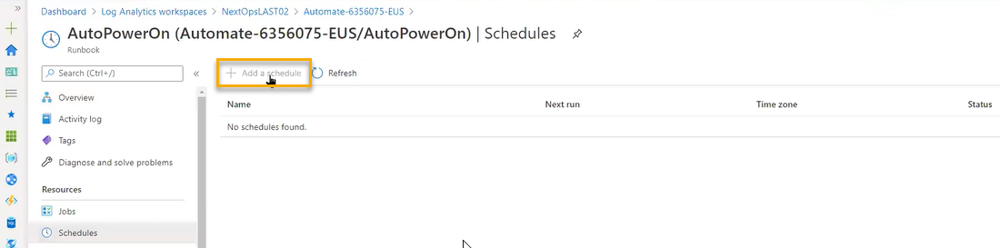 Dashboard > Log Analytics workspaces > NextOpsLAST02 > Automate-6356075-EUS >
AutoPowerOn (Automate-6356075-EUS/AutoPowerOn) | Schedules
Runbook
Search (Ctrl+/)
+ Add a schedule
Refresh
Overview
Activity log
Tags
Diagnose and solve problems
Resources
Jobs
Schedules
Name Next run Time zone Status
No schedules found.